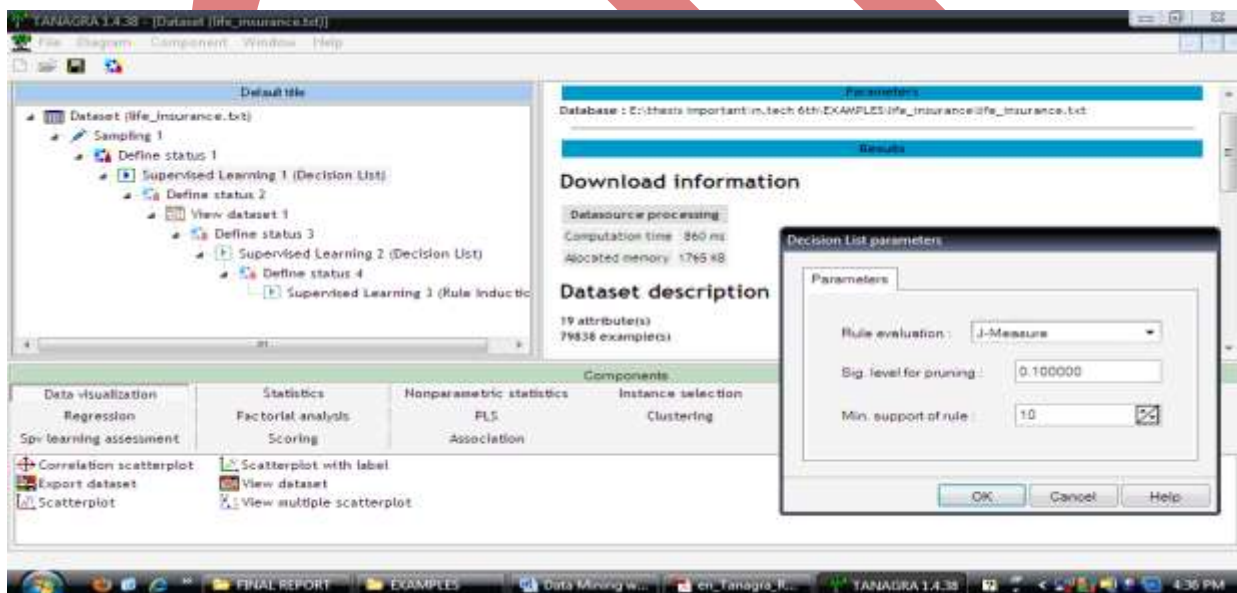 TANAGRA 1.4.38 - [Dataset (life_insurance.txt)]
File Diagram Component Window Help
Default title
Dataset (life_insurance.txt)
Sampling 1
Define status 1
Supervised Learning 1 (Decision List)
Define status 2
View dataset 1
Define status 3
Supervised Learning 2 (Decision List)
Define status 4
Supervised Learning 3 (Rule Inductio
Parameters
Database : E:\thesis important\in.tech 6th\EXAMPLES\life_insurance\life_insurance.txt
Results
Download information
Datasource processing
Computation time 860 ms
Allocated memory 1765 KB
Dataset description
19 attribute(s)
79838 example(s)
Decision List parameters
Parameters
Rule evaluation : J-Measure
Sig. level for pruning : 0.100000
Min. support of rule : 10
OK Cancel Help
Components
Data visualization Statistics Nonparametric statistics Instance selection
Regression Factorial analysis PLS Clustering
Spv learning assessment Scoring Association
Correlation scatterplot Scatterplot with label
Export dataset View dataset
Scatterplot View multiple scatterplot
FINAL REPORT EXAMPLES Data Mining w... en_Tanagra_R... TANAGRA 1.4.38 4:36 PM